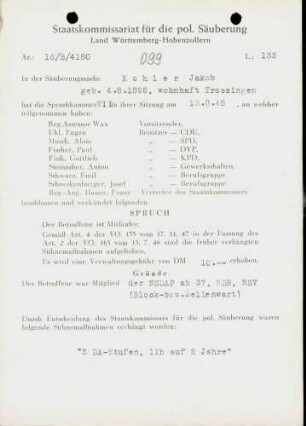 Staatskommissariat für die pol. Säuberung
Land Württemberg-Hohenzollern
Az.: 16/B/4180 099 L.: 133
In der Säuberungssache: Kohler Jakob
geb. 4.8.1898, wohnhaft Trossingen
hat die Spruchkammer VI in ihrer Sitzung am 13.8.48, an welcher
teilgenommen haben:
Reg.Assessor Wax Vorsitzender,
Uhl, Eugen Beisitzer — CDU,
Munk, Alois — SPD,
Fischer, Paul — DVP,
Fink, Gottlieb — KPD,
Steinacher, Anton — Gewerkschaften,
Schwarz, Emil — Berufsgruppe
Schneckenburger, Josef — Berufsgruppe
Reg.-Ang. Hauser, Franz Vertreter des Staatskommissars
beschlossen und verkündet folgenden
SPRUCH
Der Betroffene ist Mitläufer.
Gemäß Art. 4 der VO. 133 vom 17. 11. 47 in der Fassung des
Art. 2 der VO. 165 vom 15. 7. 48 sind die früher verhängten
Sühnemaßnahmen aufgehoben.
Es wird eine Verwaltungsgebühr von DM 10.— erhoben.
Gründe
Der Betroffene war Mitglied der NSDAP ab 37, RDB, NSV
(Block-bzw.Zellenwart)
Durch Entscheidung des Staatskommissars für die pol. Säuberung waren
folgende Sühnemaßnahmen verhängt worden:
"2 DA-Stufen, 11b auf 2 Jahre"